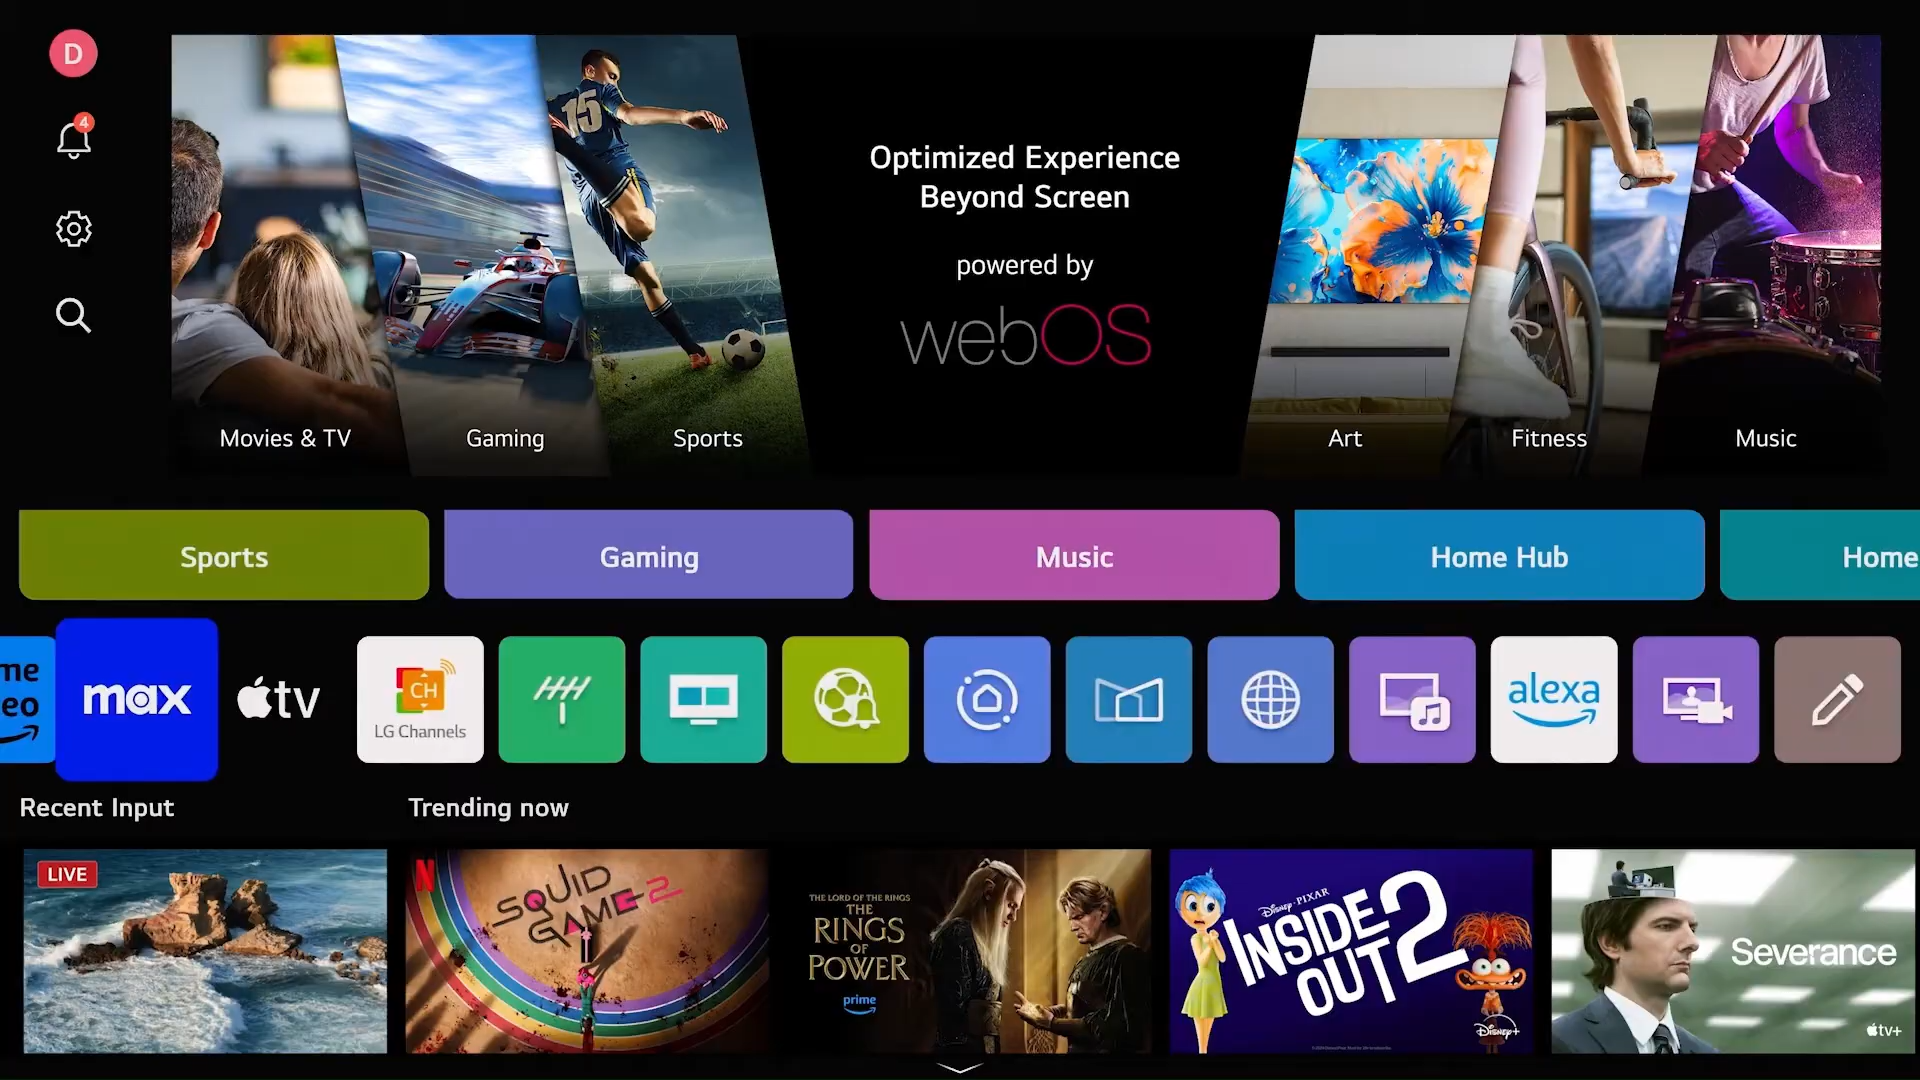 D
4
Optimized Experience
Beyond Screen
powered by
webOS
Movies & TV
Gaming
Sports
15
Art
Fitness
Music
Sports
Gaming
Music
Home Hub
Home
me
eo
max
tv
CH
LG Channels
alexa
Recent Input
Trending now
LIVE
N
SQUID
GAME 2
THE LORD OF THE RINGS
THE
RINGS
OF
POWER
prime
Disney · PIXAR
INSIDE
OUT 2
Disney+
Severance
tv+